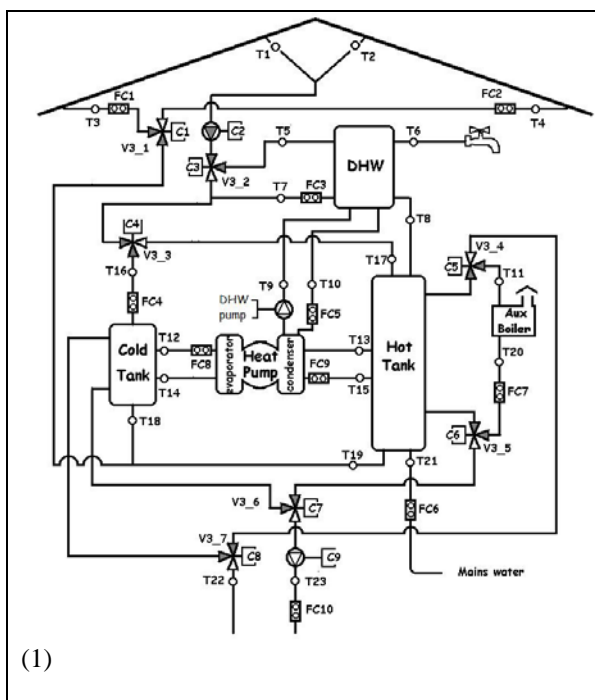 T1
T2
FC1
FC2
T3
C1
C2
T4
V3_1
T5
T6
C3
V3_2
DHW
T7
FC3
C4
T8
V3_3
V3_4
T16
T17
C5
T9
T10
T11
FC4
DHW
pump
FC5
Aux
Boiler
Cold
Tank
T12
evaporator
Heat
Pump
condenser
T13
Hot
Tank
T20
FC8
FC9
T14
T15
FC7
T18
C6
V3_5
T19
T21
V3_6
C7
FC6
V3_7
C8
C9
T22
T23
Mains water
FC10
(1)